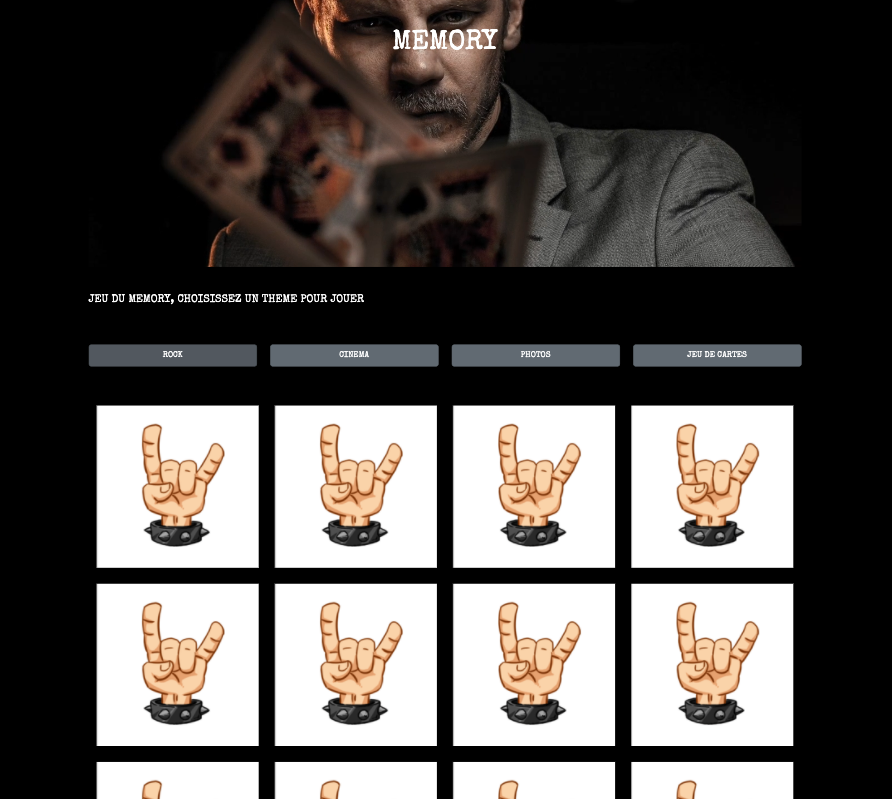 MEMORY
JEU DU MEMORY, CHOISISSEZ UN THEME POUR JOUER
ROCK
CINEMA
PHOTOS
JEU DE CARTES